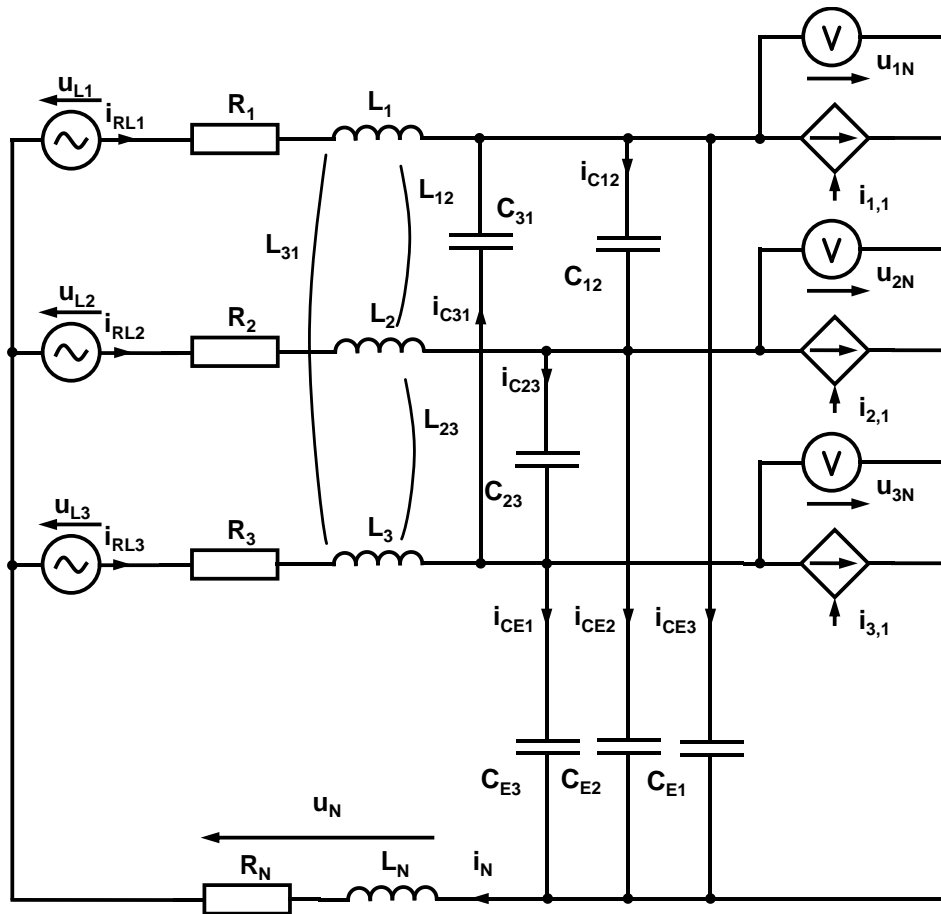 V
u1N
uL1
iRL1
R1
L1
iC12
i1,1
L12
C31
L31
C12
V
u2N
uL2
iRL2
R2
L2
iC31
iC23
i2,1
L23
V
u3N
C23
uL3
iRL3
R3
L3
iCE1
iCE2
iCE3
i3,1
CE3
CE2
CE1
uN
RN
LN
iN